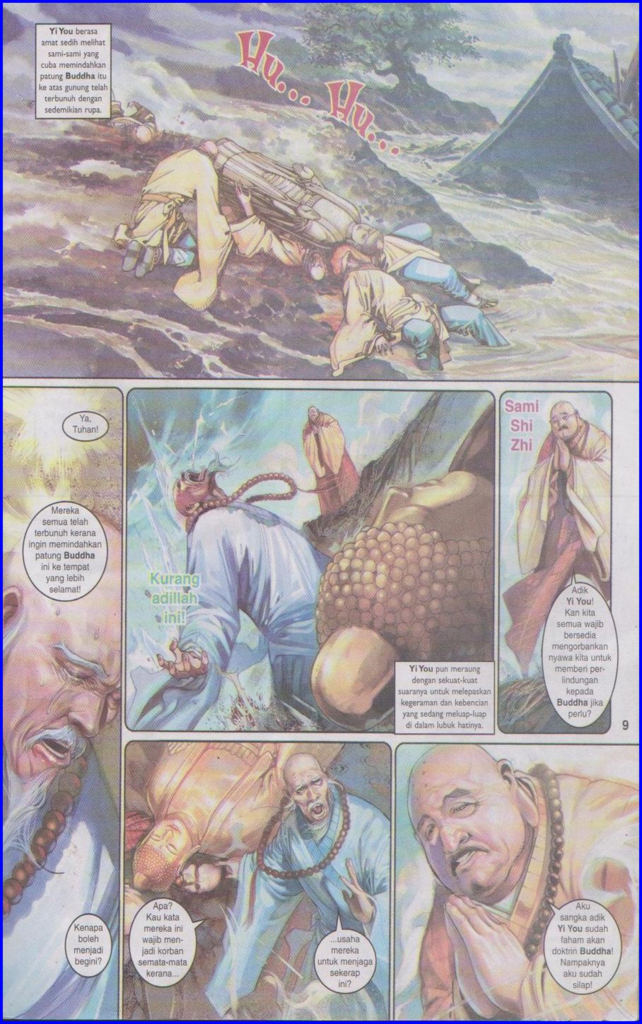 Yi You berasa
amat sedih melihat
sami-sami yang
cuba memindahkan
patung Buddha itu
ke atas gunung telah
terbunuh dengan
sedemikian rupa.
Hu... Hu...
Ya,
Tuhan!
Mereka
semua telah
terbunuh kerana
ingin memindahkan
patung Buddha
ini ke tempat
yang lebih
selamat!
Kenapa
boleh
menjadi
begini?
Kurang
adillah
ini!
Yi You pun meraung
dengan sekuat-kuat
suaranya untuk melepaskan
kegeraman dan kebencian
yang sedang meluap-luap
di dalam lubuk hatinya.
Sami
Shi
Zhi
Adik
Yi You!
Kan kita
semua wajib
bersedia
mengorbankan
nyawa kita untuk
memberi per-
lindungan
kepada
Buddha jika
perlu?
9
Apa?
Kau kata
mereka ini
wajib men-
jadi korban
semata-mata
kerana...
...usaha
mereka
untuk menjaga
sekerap
ini?
Aku
sangka adik
Yi You sudah
faham akan
doktrin Buddha!
Nampaknya
aku sudah
silap!